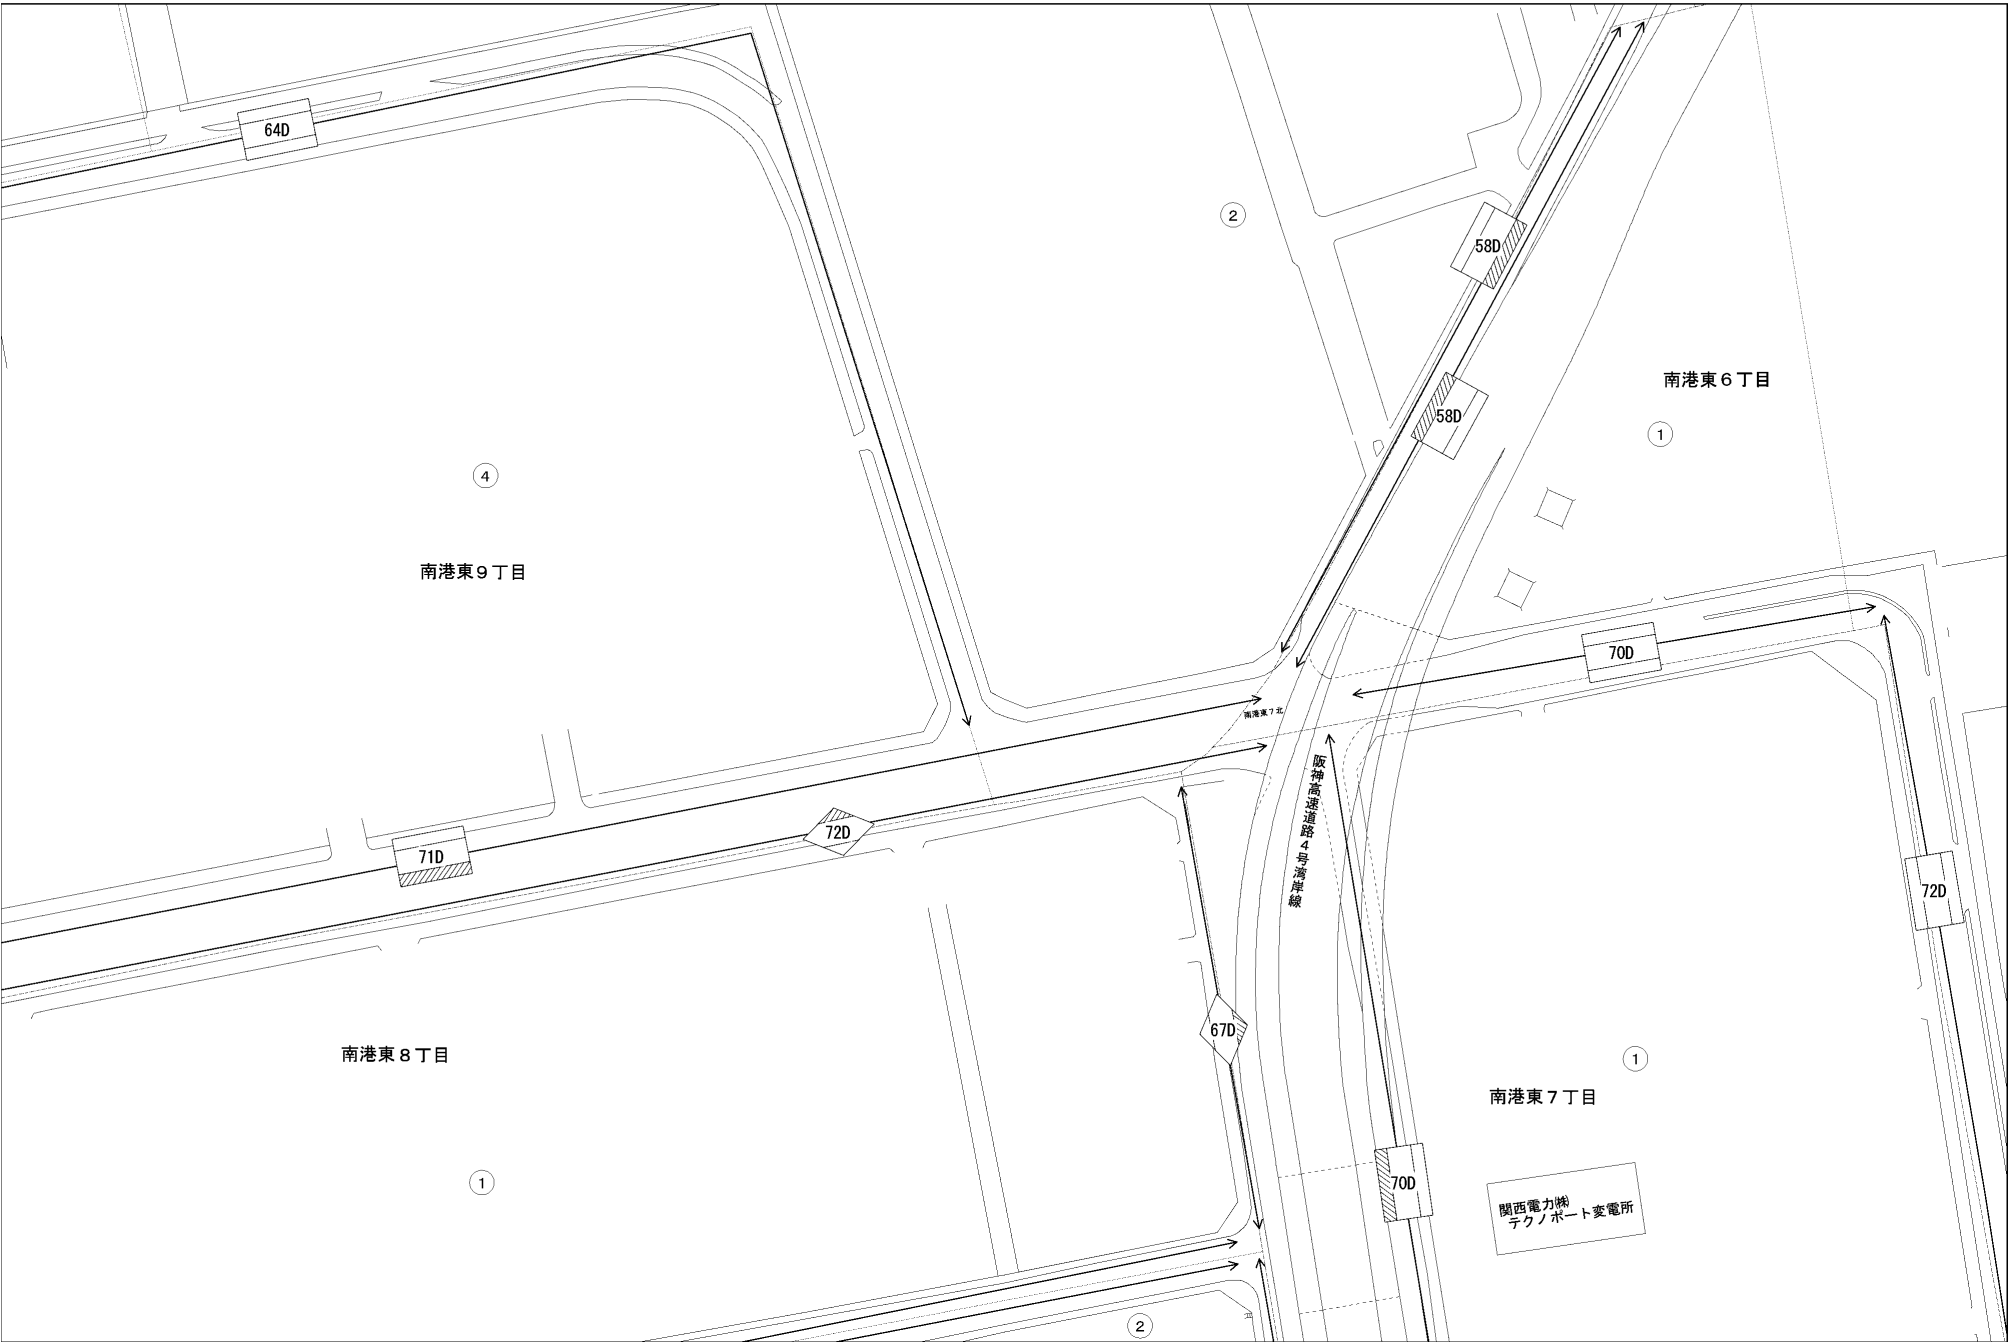 64D
②
58D
南港東６丁目
58D
①
④
南港東９丁目
70D
南港東７北
阪神高速道路４号湾岸線
72D
71D
72D
67D
南港東８丁目
①
南港東７丁目
①
70D
関西電力㈱
テクノポート変電所
②